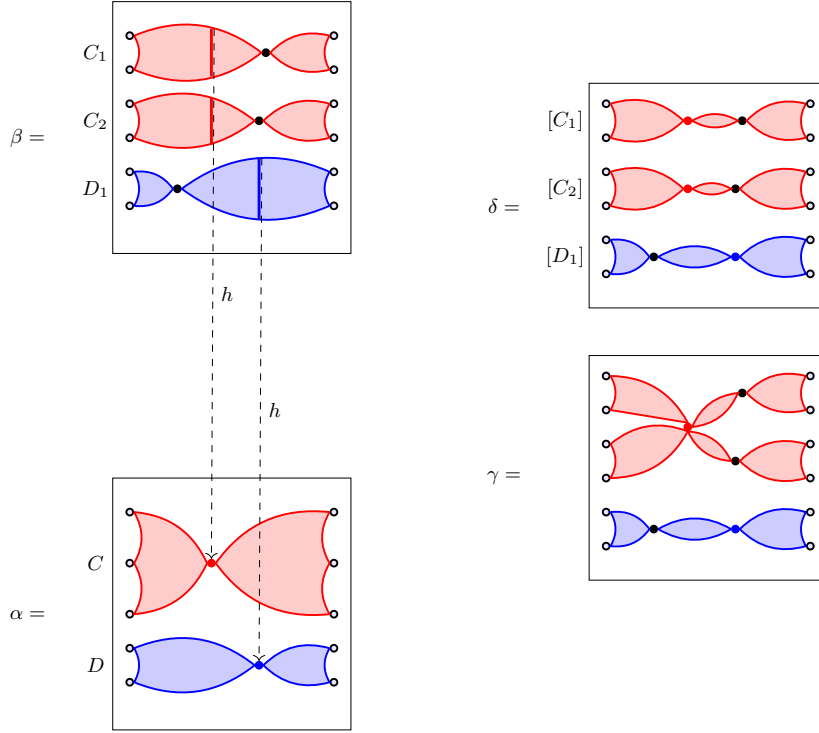 C₁
β =
C₂
D₁
h
h
C
α =
D
[C₁]
[C₂]
δ =
[D₁]
γ =